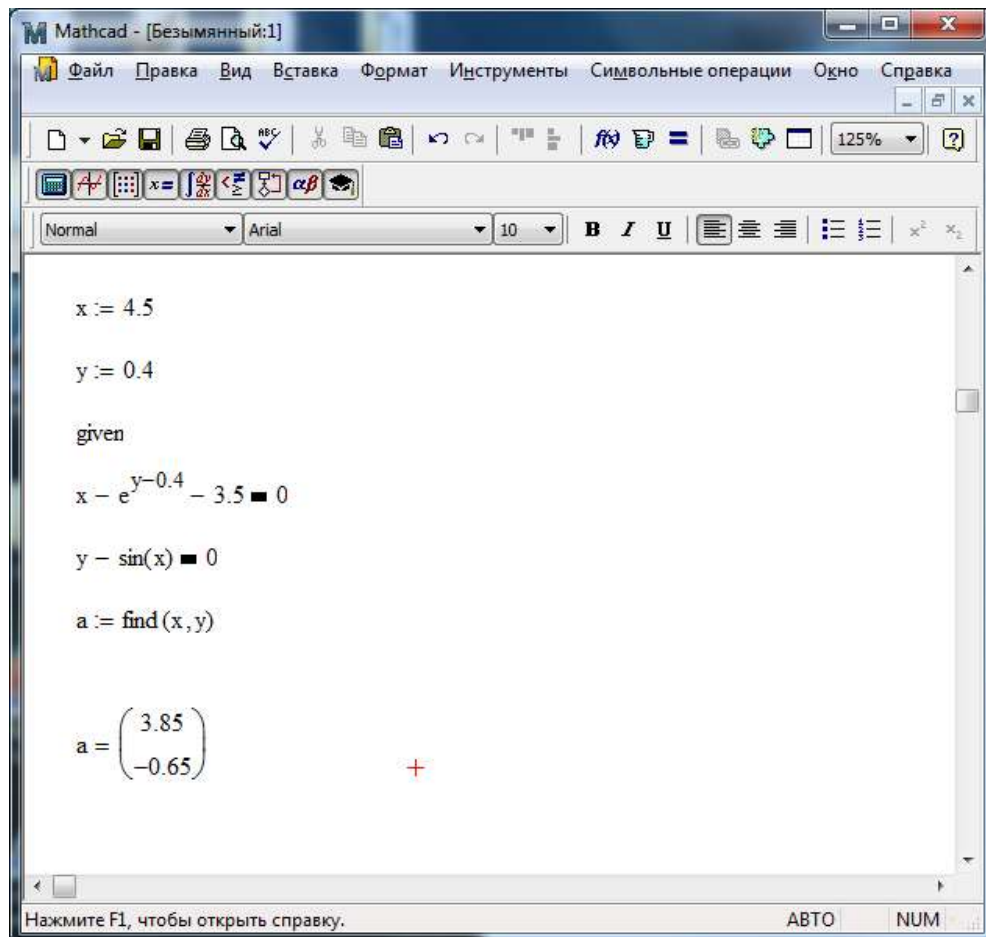 Mathcad - [Безымянный:1]
Файл Правка Вид Вставка Формат Инструменты Символьные операции Окно Справка
125%
Normal Arial 10 B I U
x := 4.5
y := 0.4
given
x − e^(y−0.4) − 3.5 = 0
y − sin(x) = 0
a := find(x,y)
a = (3.85
−0.65)
Нажмите F1, чтобы открыть справку. АВТО NUM